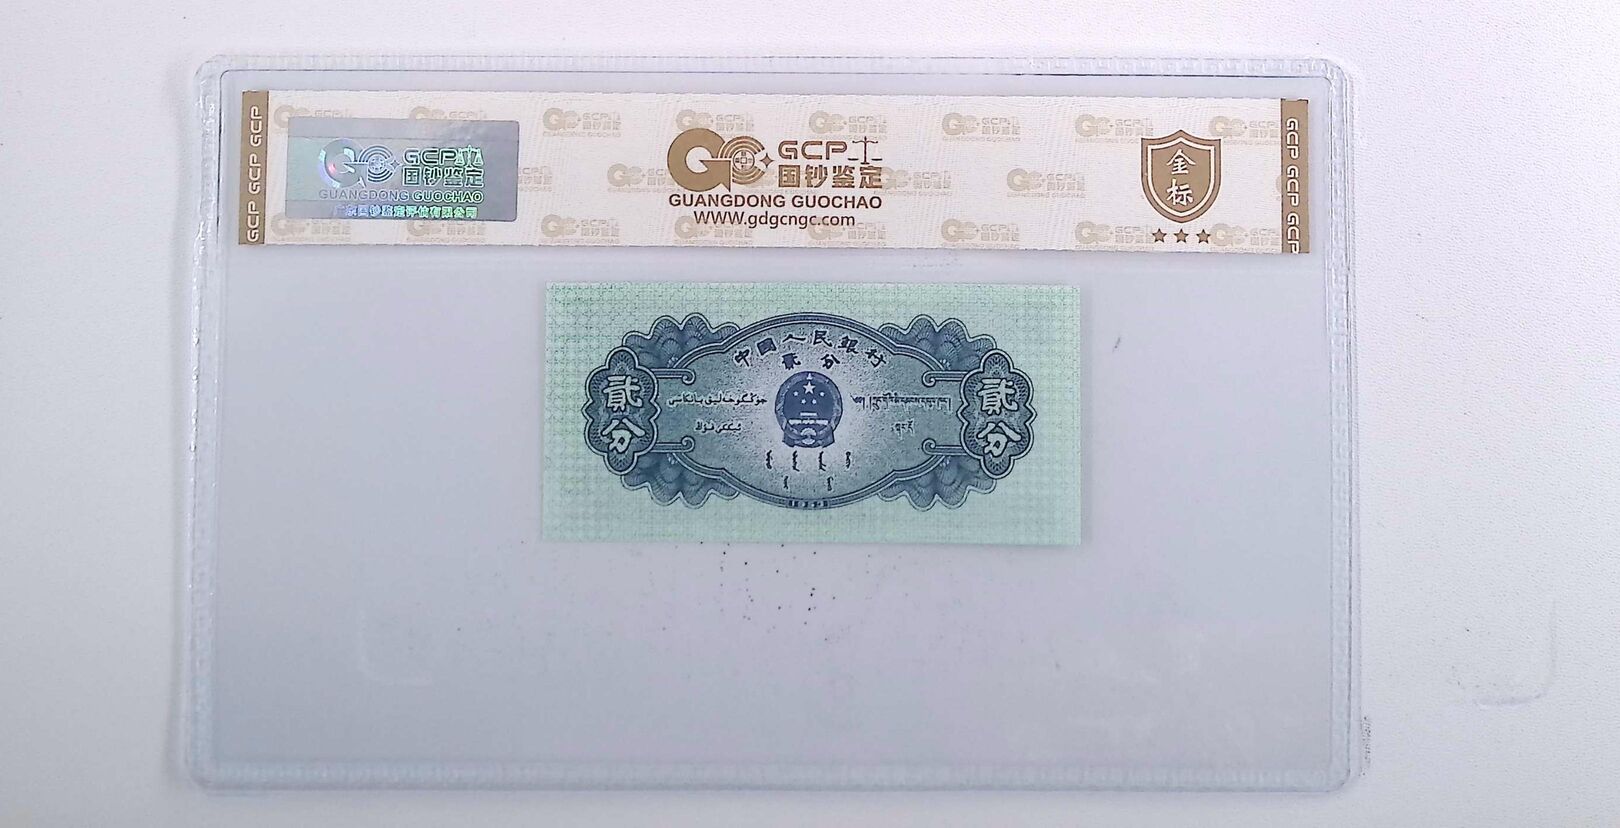 GCP GCP GCP
GCP
国钞鉴定
GUANGDONG GUOCHAO
广东国钞鉴定评估有限公司
GCP
国钞鉴定
GUANGDONG GUOCHAO
WWW.gdgcngc.com
金
标
GCP GCP GCP
中國人民銀行
貳分
貳
分
貳
分
1953